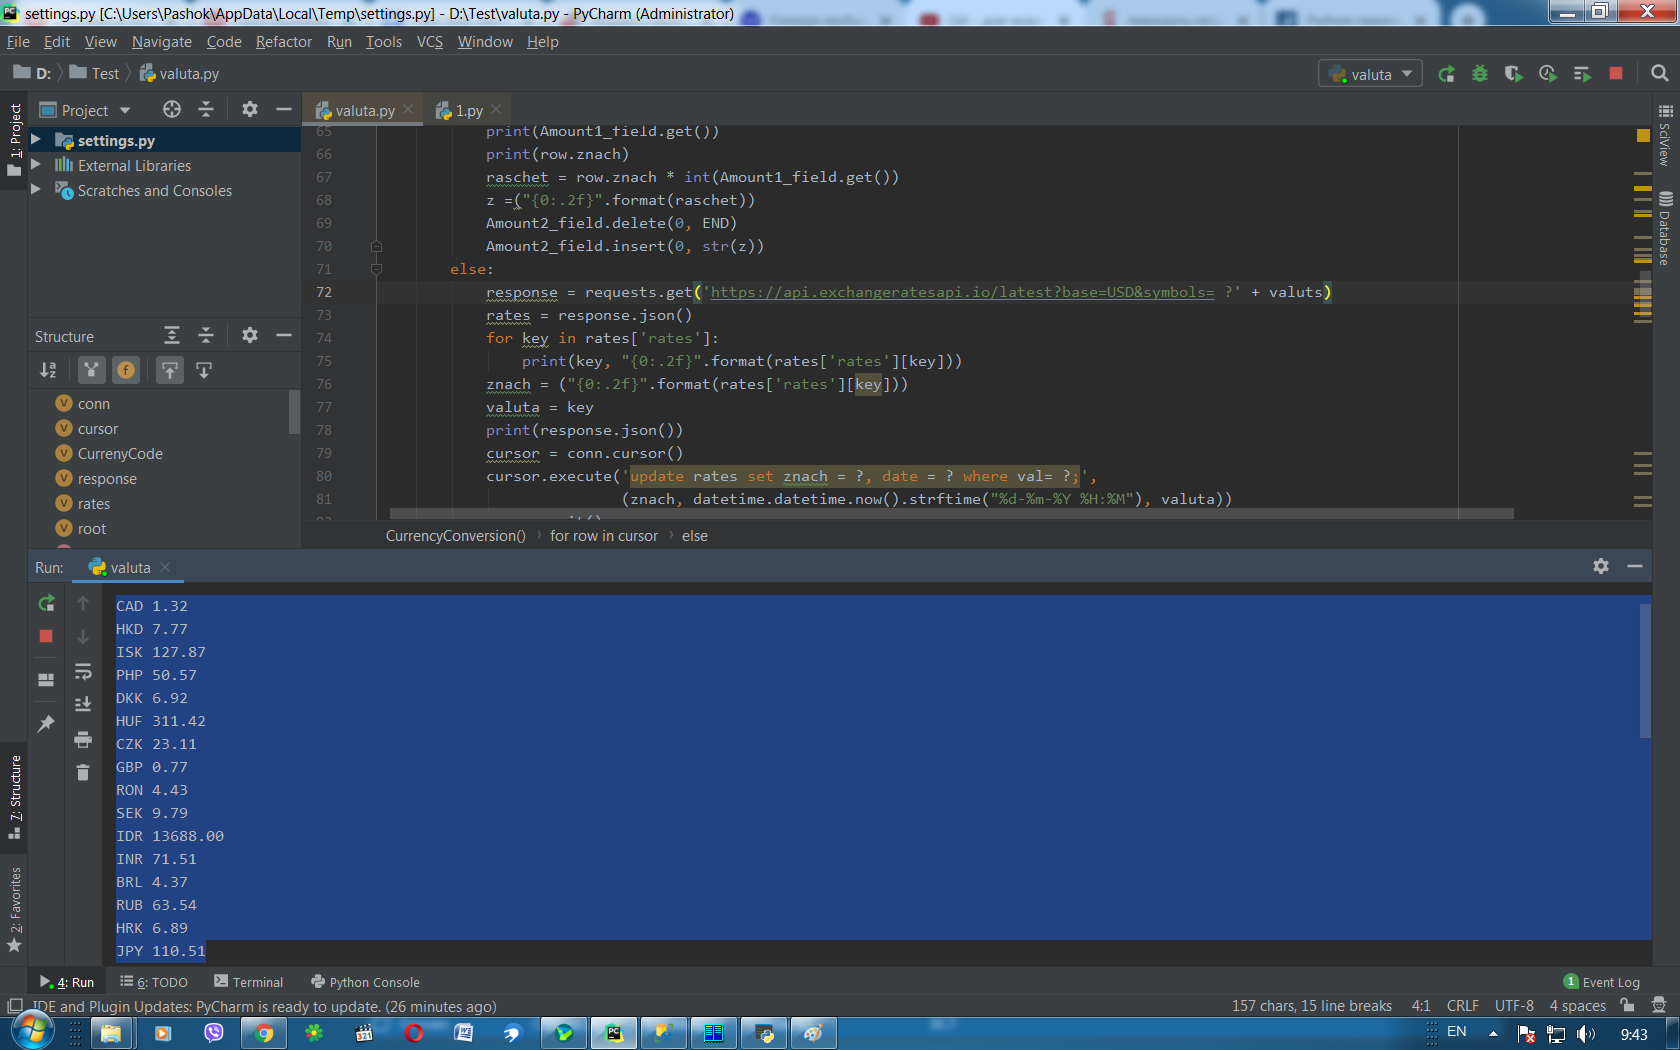 settings.py [C:\Users\Pashok\AppData\Local\Temp\settings.py] - D:\Test\valuta.py - PyCharm (Administrator)
File Edit View Navigate Code Refactor Run Tools VCS Window Help
D: Test valuta.py
valuta
1: Project
Project
valuta.py
1.py
settings.py
External Libraries
Scratches and Consoles
SciView
Database
65 print(Amount1_field.get())
66 print(row.znach)
67 raschet = row.znach * int(Amount1_field.get())
68 z =("{0:.2f}".format(raschet))
69 Amount2_field.delete(0, END)
70 Amount2_field.insert(0, str(z))
71 else:
72 response = requests.get('https://api.exchangeratesapi.io/latest?base=USD&symbols= ?' + valuts)
73 rates = response.json()
74 for key in rates['rates']:
75 print(key, "{0:.2f}".format(rates['rates'][key]))
76 znach = ("{0:.2f}".format(rates['rates'][key]))
77 valuta = key
78 print(response.json())
79 cursor = conn.cursor()
80 cursor.execute('update rates set znach = ?, date = ? where val= ?;',
81 (znach, datetime.datetime.now().strftime("%d-%m-%Y %H:%M"), valuta))
Structure
conn
cursor
CurrenyCode
response
rates
root
CurrencyConversion() for row in cursor else
Run: valuta
CAD 1.32
HKD 7.77
ISK 127.87
PHP 50.57
DKK 6.92
HUF 311.42
CZK 23.11
GBP 0.77
RON 4.43
SEK 9.79
IDR 13688.00
INR 71.51
BRL 4.37
RUB 63.54
HRK 6.89
JPY 110.51
7: Structure
2: Favorites
4: Run 6: TODO Terminal Python Console
1 Event Log
IDE and Plugin Updates: PyCharm is ready to update. (26 minutes ago)
157 chars, 15 line breaks 4:1 CRLF UTF-8 4 spaces
EN
9:43